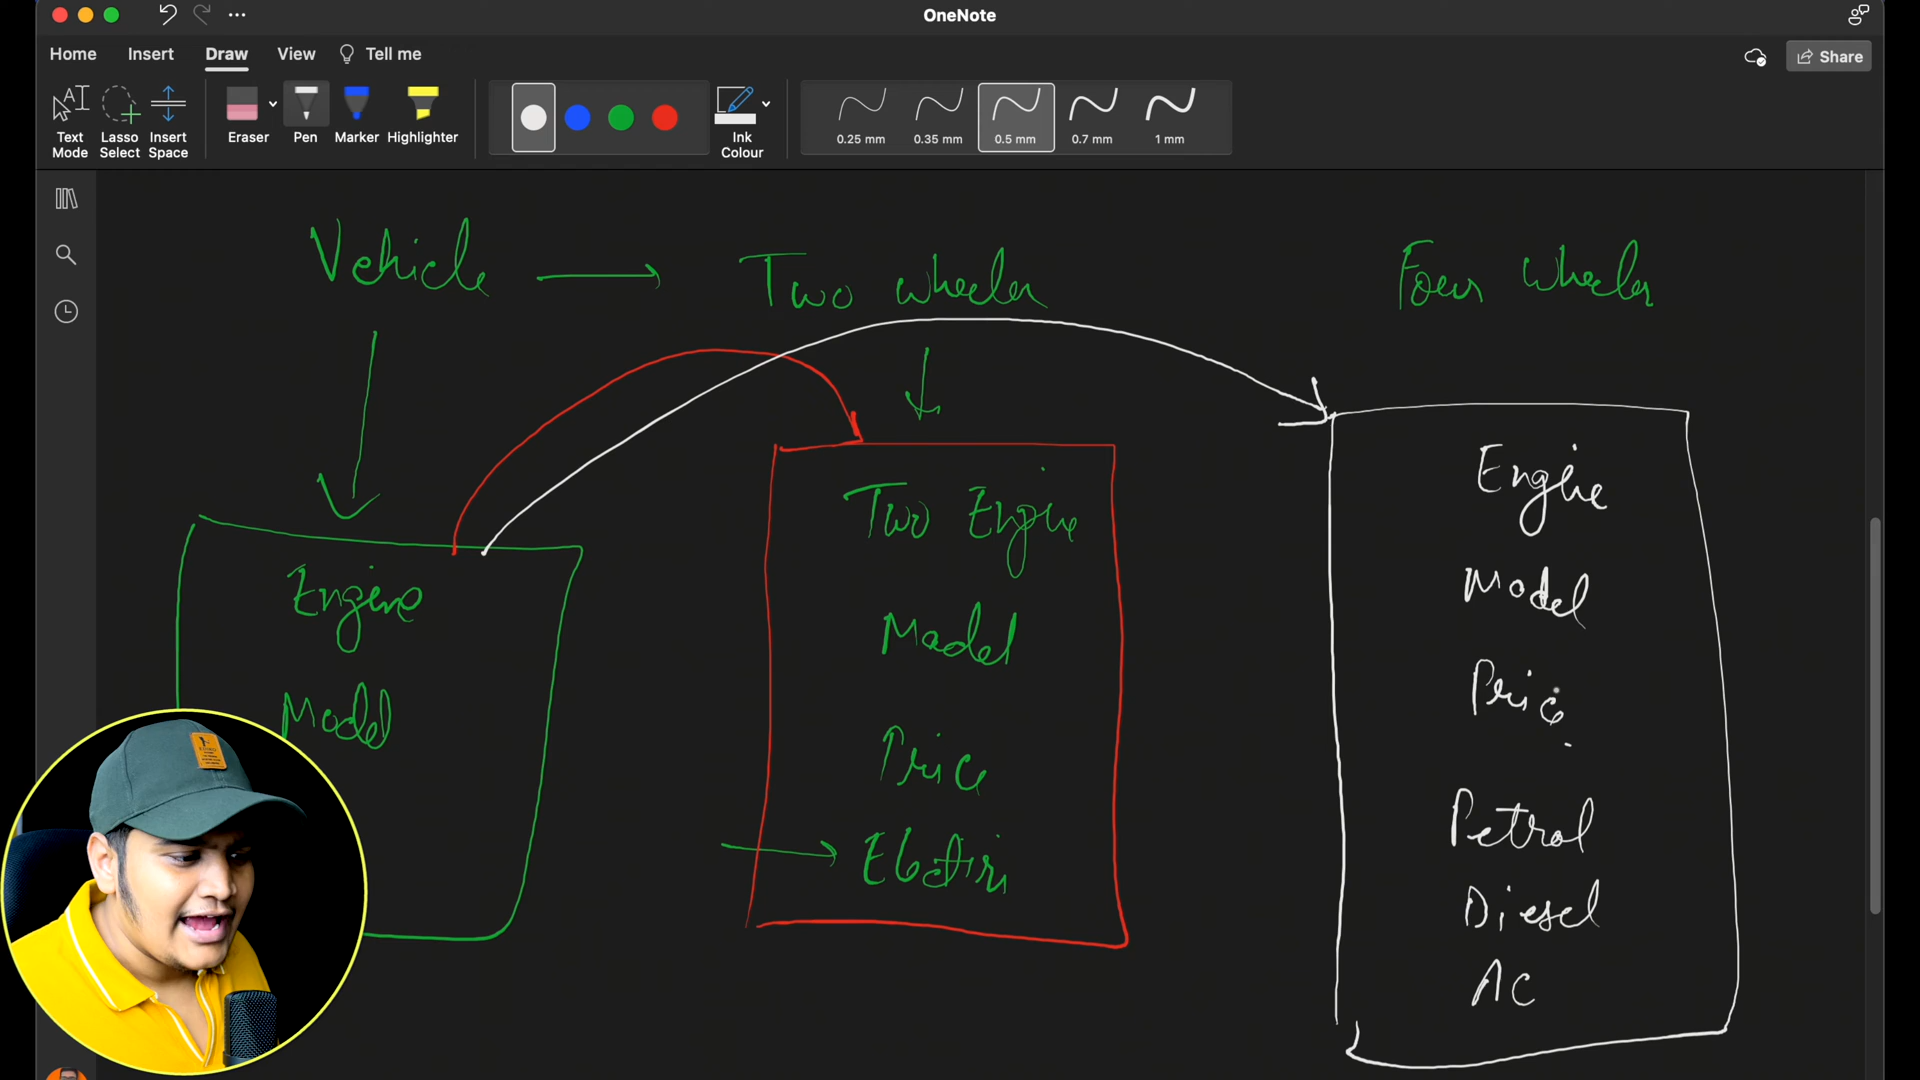 OneNote
Home Insert Draw View Tell me
Share
Text Mode
Lasso Select
Insert Space
Eraser
Pen
Marker
Highlighter
Ink Colour
0.25 mm
0.35 mm
0.5 mm
0.7 mm
1 mm
Vehicle → Two wheeler
Four Wheeler
Engine
Model
Two Engine
Model
Price
→ Electiri
Engine
Model
Price
Petrol
Diesel
AC